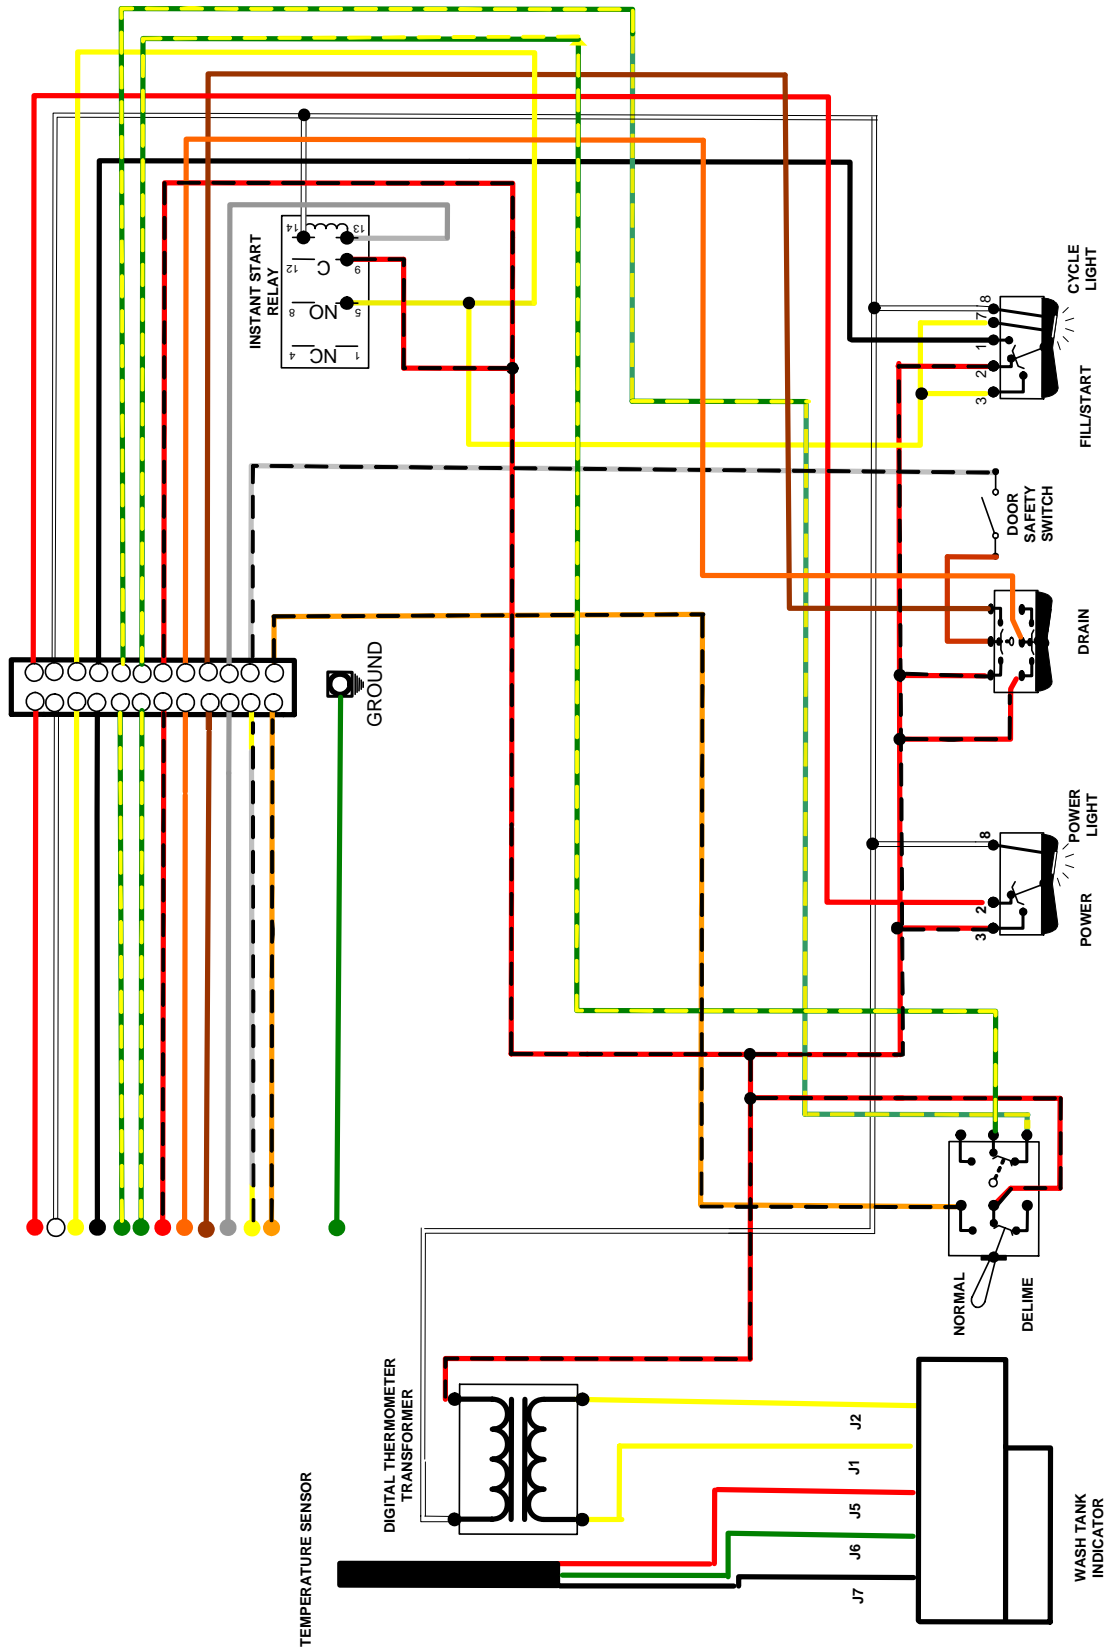 INSTANT START
RELAY
14
13
12
C
9
8
NO
5
4
NC
1
CYCLE
LIGHT
8
7
1
2
3
FILL/START
DOOR
SAFETY
SWITCH
DRAIN
GROUND
POWER
LIGHT
8
2
3
POWER
NORMAL
DELIME
DIGITAL THERMOMETER
TRANSFORMER
TEMPERATURE SENSOR
J2
J1
J5
J6
J7
WASH TANK
INDICATOR